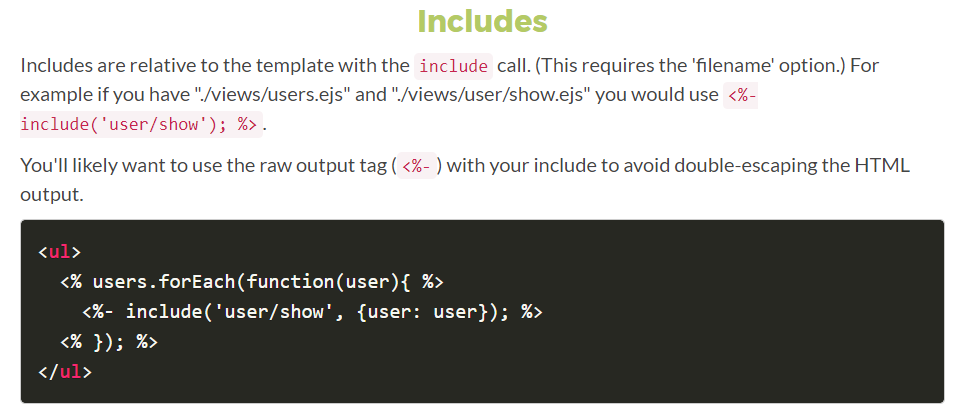 Includes
Includes are relative to the template with the include call. (This requires the 'filename' option.) For
example if you have "./views/users.ejs" and "./views/user/show.ejs" you would use <%-
include('user/show'); %> .
You'll likely want to use the raw output tag ( <%- ) with your include to avoid double-escaping the HTML
output.
<ul>
  <% users.forEach(function(user){ %>
    <%- include('user/show', {user: user}); %>
  <% }); %>
</ul>